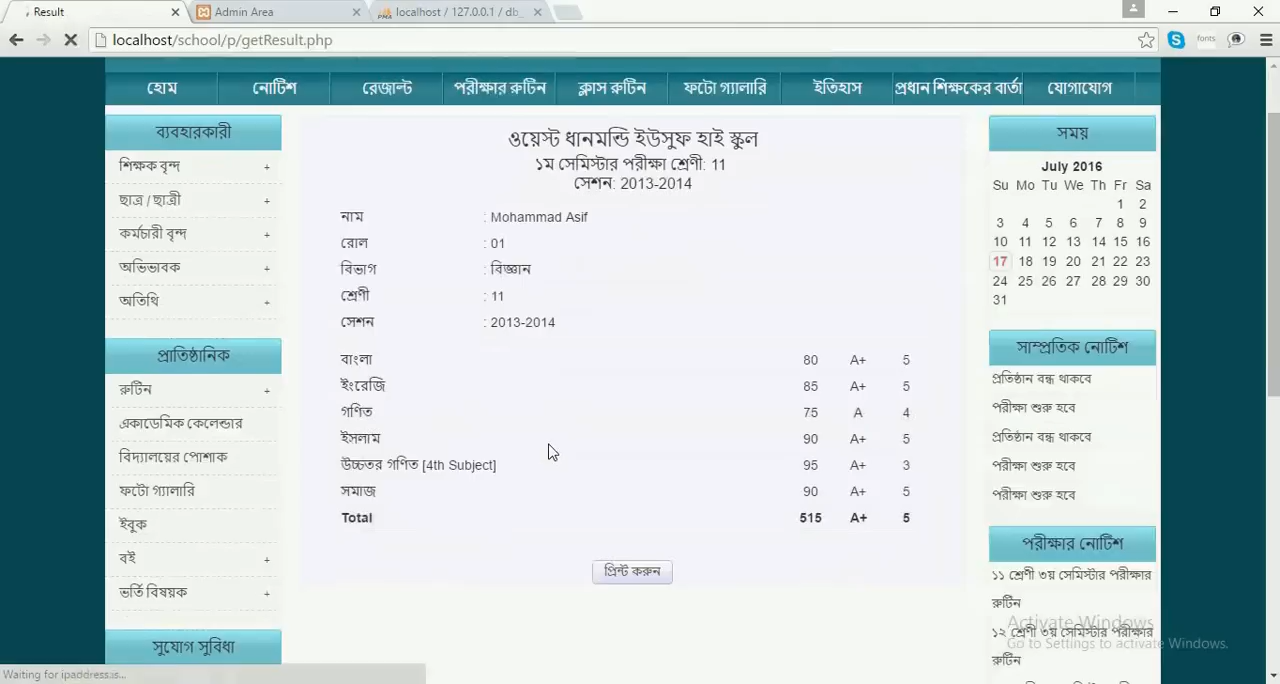 Result
Admin Area
localhost / 127.0.0.1 / db_
localhost/school/p/getResult.php
fonts
হোম নোটিশ রেজাল্ট পরীক্ষার রুটিন ক্লাস রুটিন ফটো গ্যালারি ইতিহাস প্রধান শিক্ষকের বার্তা যোগাযোগ
ব্যবহারকারী
শিক্ষক বৃন্দ +
ছাত্র / ছাত্রী +
কর্মচারী বৃন্দ +
অভিভাবক +
অতিথি +
প্রাতিষ্ঠানিক
রুটিন +
একাডেমিক কেলেন্ডার
বিদ্যালয়ের পোশাক
ফটো গ্যালারি
ইবুক
বই +
ভর্তি বিষয়ক +
সুযোগ সুবিধা
ওয়েস্ট ধানমন্ডি ইউসুফ হাই স্কুল
১ম সেমিস্টার পরীক্ষা শ্রেণী: 11
সেশন: 2013-2014
নাম : Mohammad Asif
রোল : 01
বিভাগ : বিজ্ঞান
শ্রেণী : 11
সেশন : 2013-2014
বাংলা 80 A+ 5
ইংরেজি 85 A+ 5
গণিত 75 A 4
ইসলাম 90 A+ 5
উচ্চতর গণিত [4th Subject] 95 A+ 3
সমাজ 90 A+ 5
Total 515 A+ 5
প্রিন্ট করুন
সময়
July 2016
Su Mo Tu We Th Fr Sa
1 2
3 4 5 6 7 8 9
10 11 12 13 14 15 16
17 18 19 20 21 22 23
24 25 26 27 28 29 30
31
সাম্প্রতিক নোটিশ
প্রতিষ্ঠান বন্ধ থাকবে
পরীক্ষা শুরু হবে
প্রতিষ্ঠান বন্ধ থাকবে
পরীক্ষা শুরু হবে
পরীক্ষা শুরু হবে
পরীক্ষার নোটিশ
১১ শ্রেণী ৩য় সেমিস্টার পরীক্ষার
রুটিন
১২ শ্রেণী ৩য় সেমিস্টার পরীক্ষার
রুটিন
Activate Windows
Go to Settings to activate Windows.
Waiting for ipaddress.is...